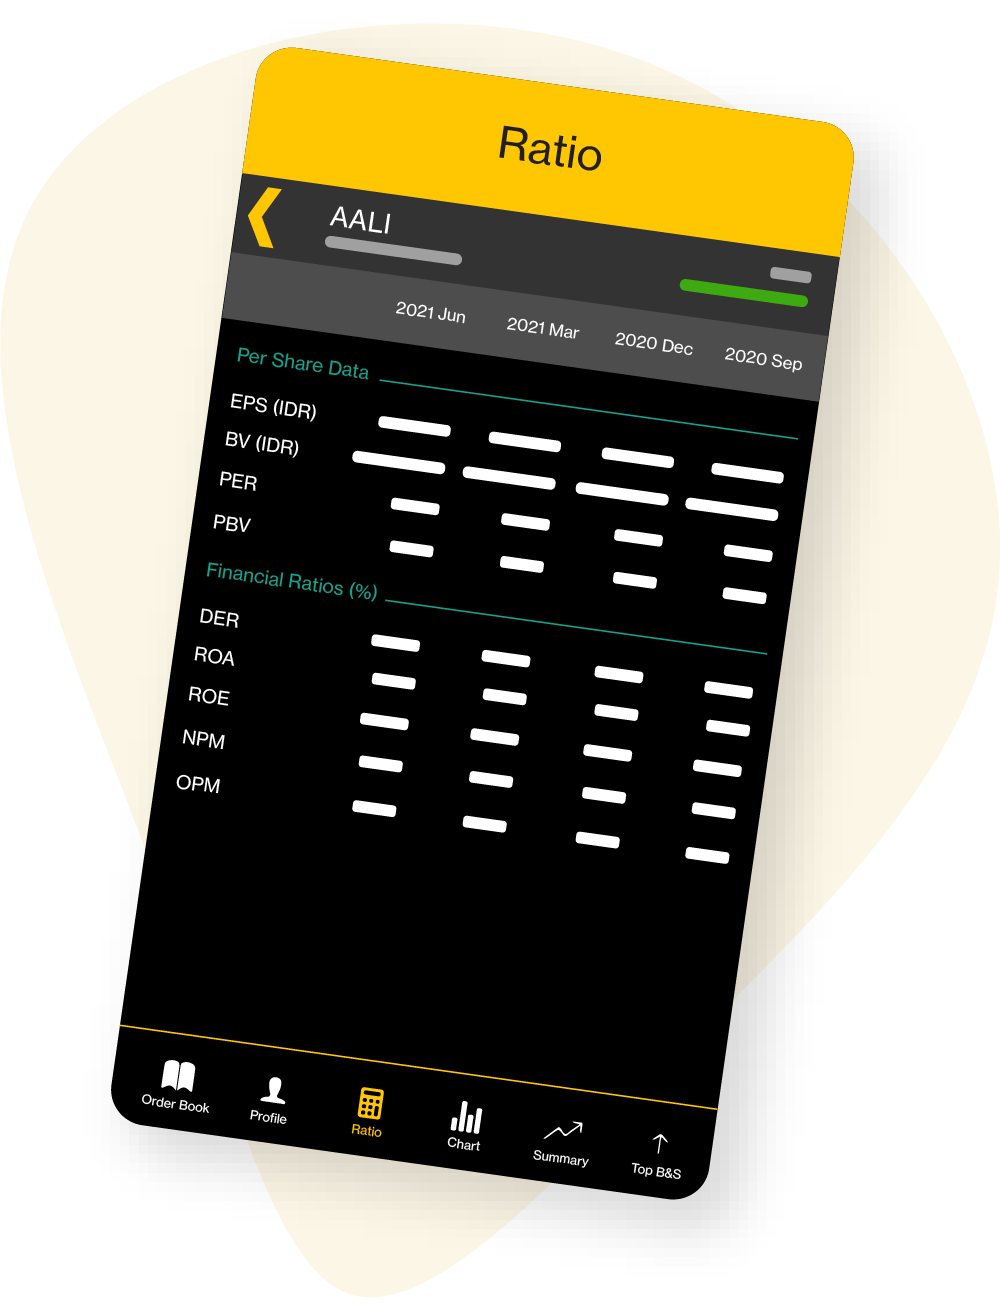 Ratio
AALI
2021 Jun 2021 Mar 2020 Dec 2020 Sep
Per Share Data
EPS (IDR)
BV (IDR)
PER
PBV
Financial Ratios (%)
DER
ROA
ROE
NPM
OPM
Order Book Profile Ratio Chart Summary Top B&S